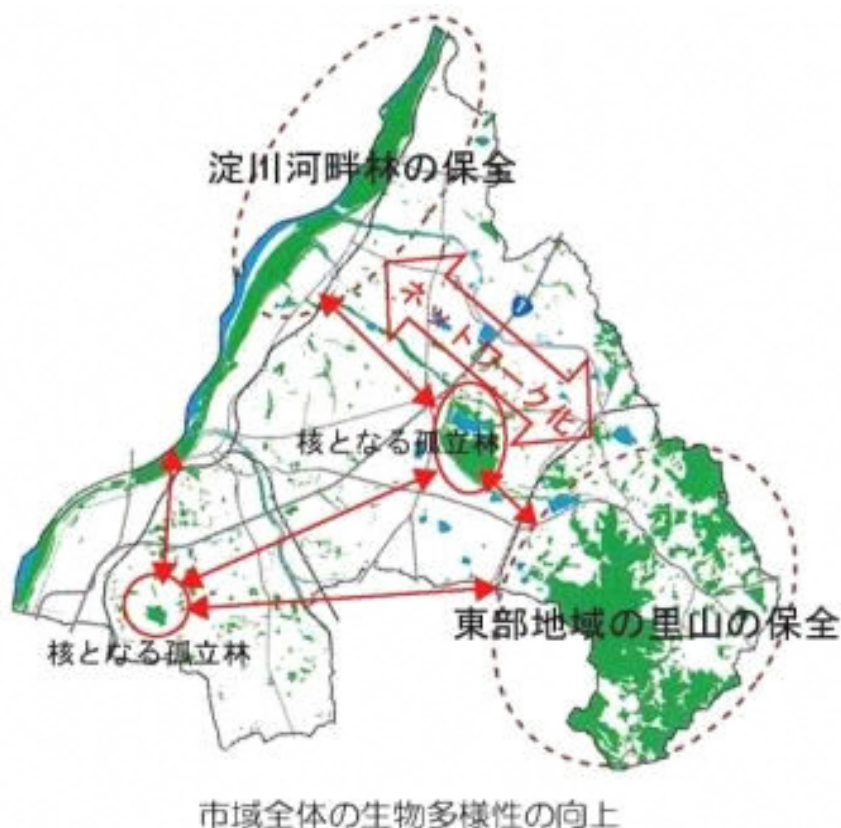 淀川河畔林の保全
ネットワーク化
核となる孤立林
東部地域の里山の保全
核となる孤立林
市域全体の生物多様性の向上